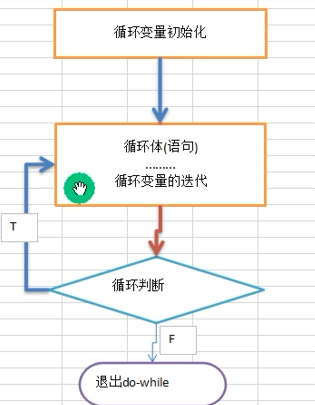 循环变量初始化
循环体(语句)
.........
循环变量的迭代
T
循环判断
F
退出do-while